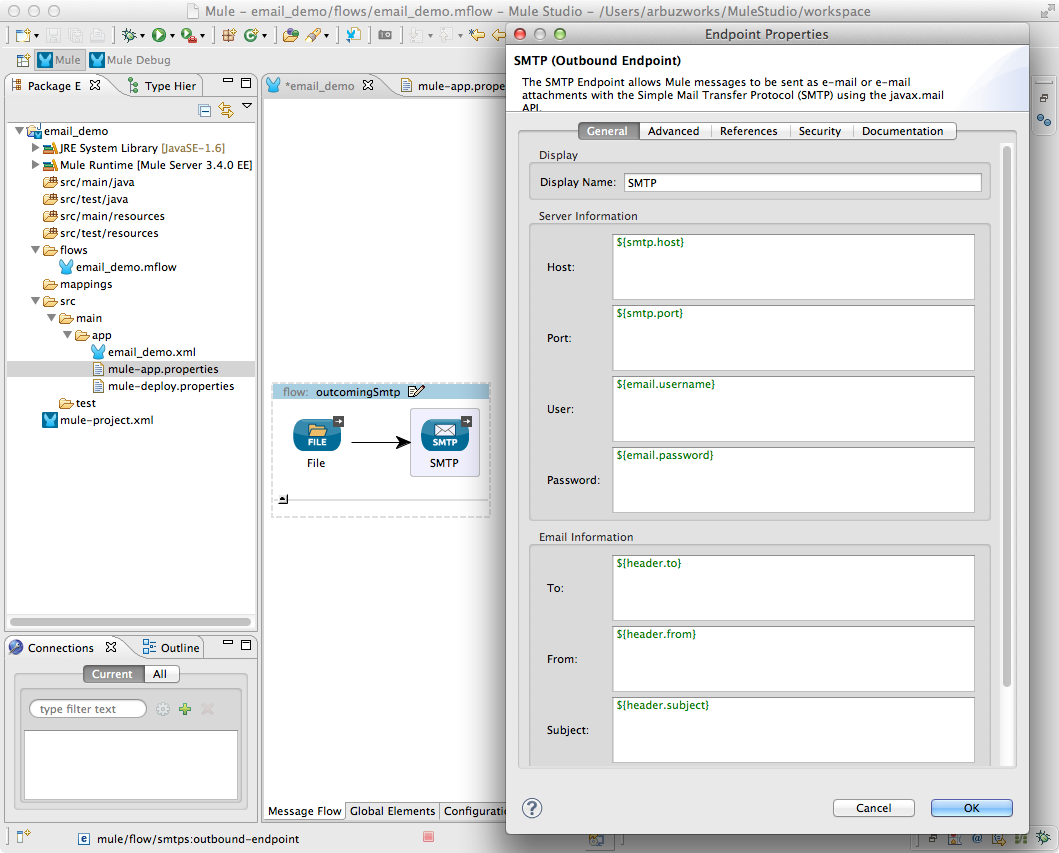 Mule – email_demo/flows/email_demo.mflow – Mule Studio – /Users/arbuzworks/MuleStudio/workspace
Mule
Mule Debug
Package E
Type Hier
email_demo
JRE System Library [JavaSE-1.6]
Mule Runtime [Mule Server 3.4.0 EE]
src/main/java
src/test/java
src/main/resources
src/test/resources
flows
email_demo.mflow
mappings
src
main
app
email_demo.xml
mule-app.properties
mule-deploy.properties
test
mule-project.xml
Connections
Outline
Current
All
type filter text
*email_demo
mule-app.prope
flow: outcomingSmtp
FILE
File
SMTP
SMTP
Message Flow
Global Elements
Configurati
mule/flow/smtps:outbound-endpoint
Endpoint Properties
SMTP (Outbound Endpoint)
The SMTP Endpoint allows Mule messages to be sent as e-mail or e-mail
attachments with the Simple Mail Transfer Protocol (SMTP) using the javax.mail
API.
General
Advanced
References
Security
Documentation
Display
Display Name: SMTP
Server Information
Host: ${smtp.host}
Port: ${smtp.port}
User: ${email.username}
Password: ${email.password}
Email Information
To: ${header.to}
From: ${header.from}
Subject: ${header.subject}
?
Cancel
OK